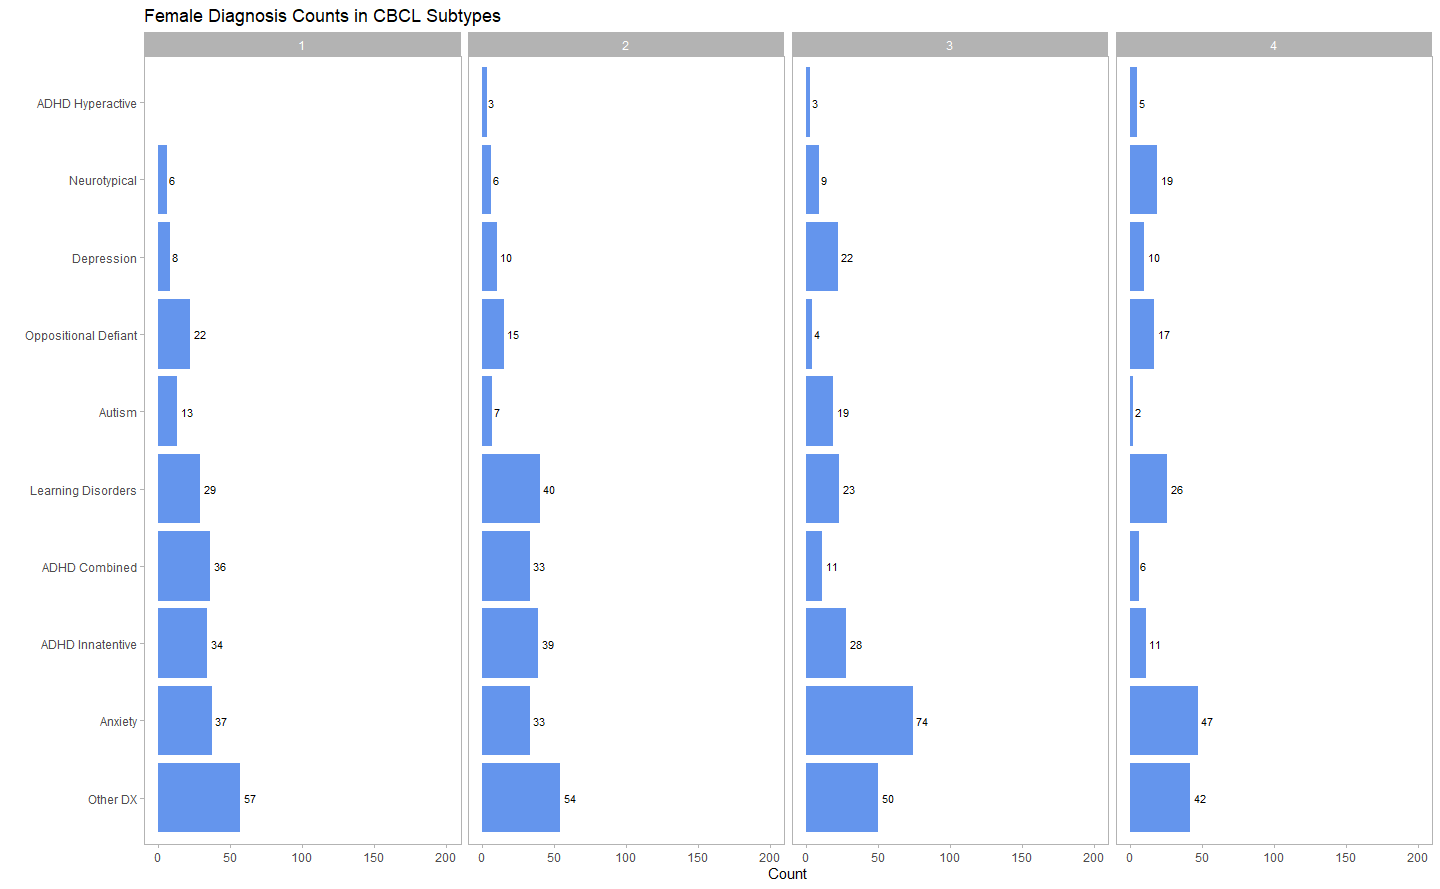 Female Diagnosis Counts in CBCL Subtypes
1 2 3 4
ADHD Hyperactive 3 3 5
Neurotypical 6 6 9 19
Depression 8 10 22 10
Oppositional Defiant 22 15 4 17
Autism 13 7 19 2
Learning Disorders 29 40 23 26
ADHD Combined 36 33 11 6
ADHD Innatentive 34 39 28 11
Anxiety 37 33 74 47
Other DX 57 54 50 42
0 50 100 150 200 0 50 100 150 200 0 50 100 150 200 0 50 100 150 200
Count